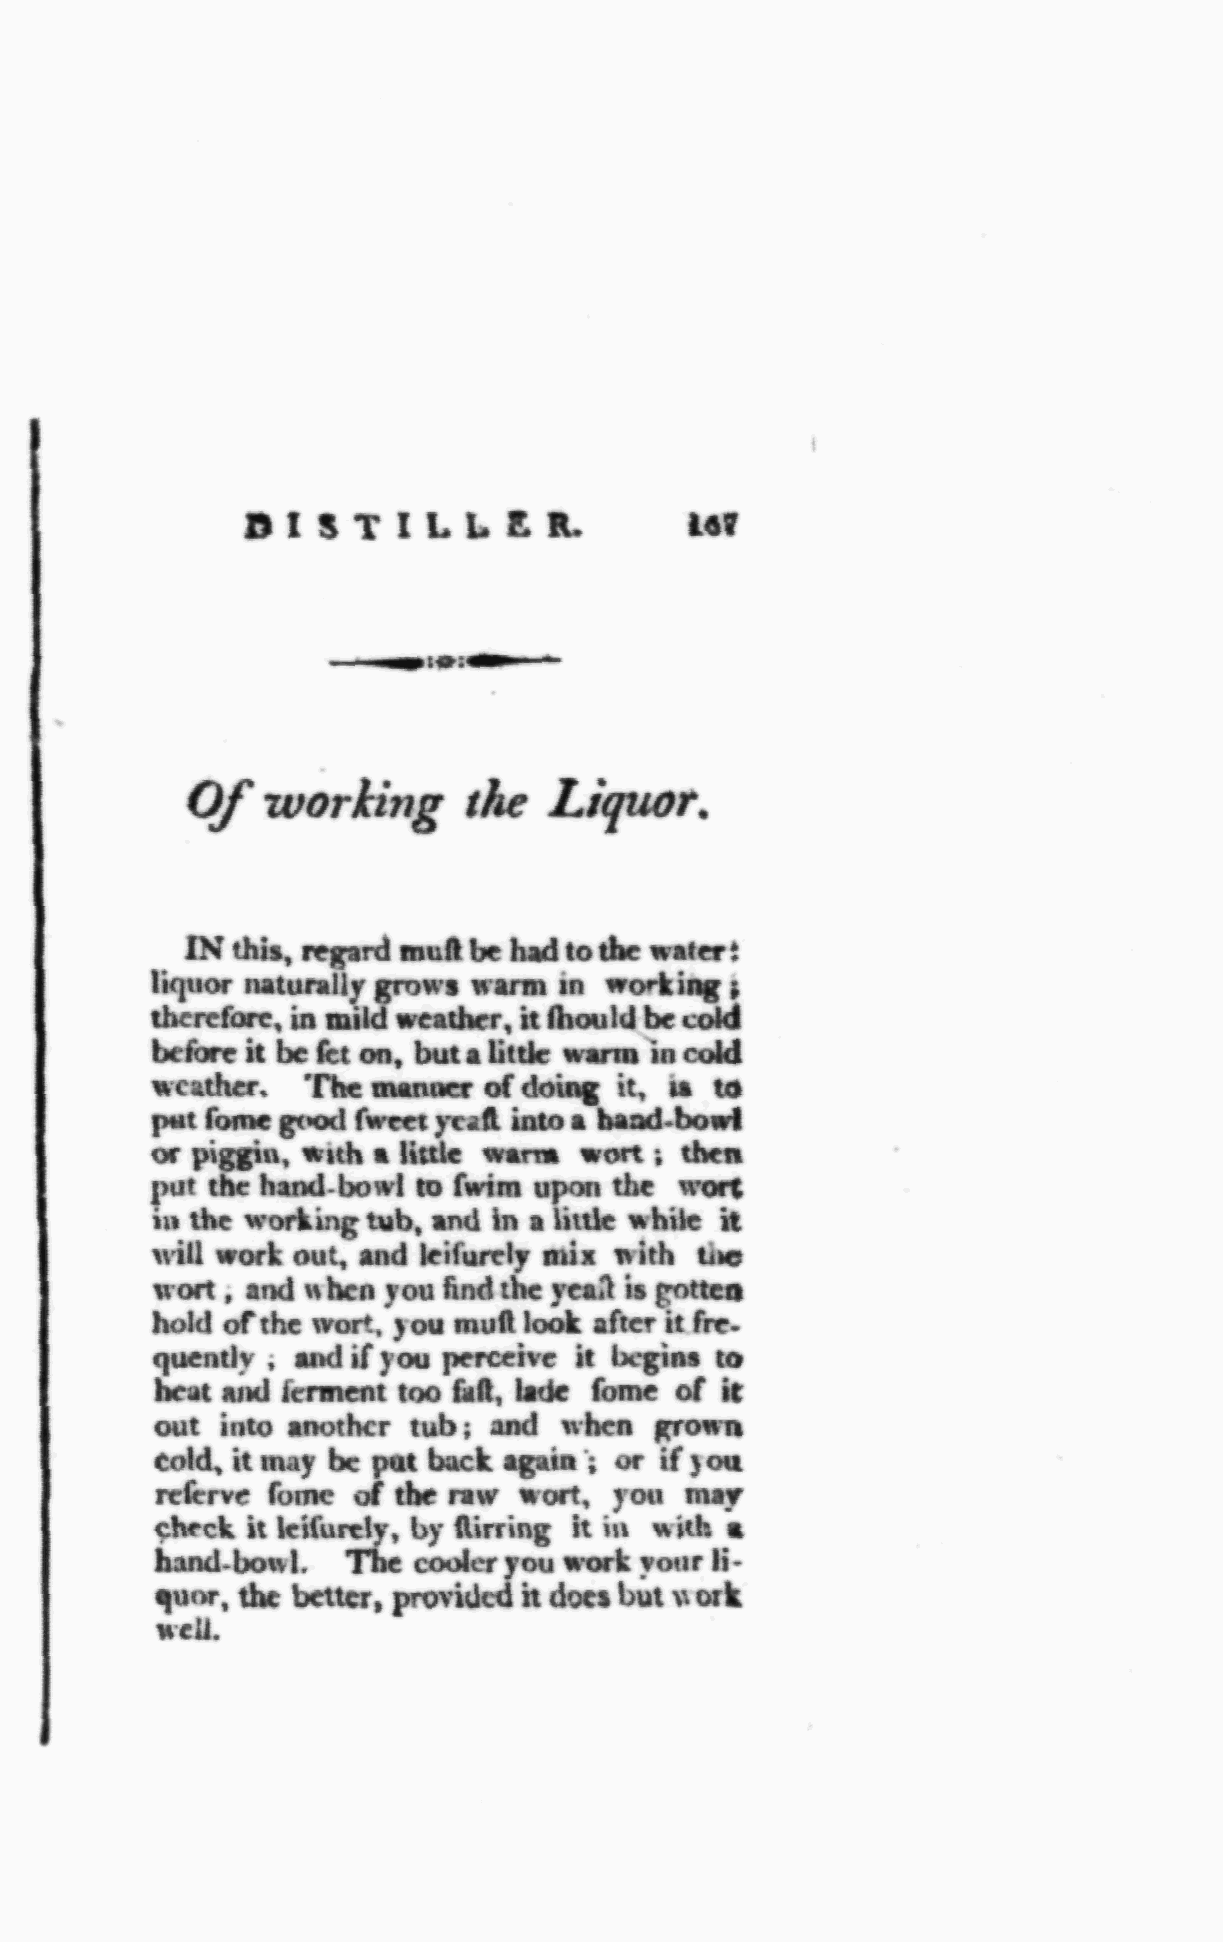 DISTILLER. 167
Of working the Liquor.
IN this, regard muſt be had to the water:
liquor naturally grows warm in working;
therefore, in mild weather, it ſhould be cold
before it be ſet on, but a little warm in cold
weather. The manner of doing it, is to
put ſome good ſweet yeaſt into a hand-bowl
or piggin, with a little warm wort; then
put the hand-bowl to ſwim upon the wort
in the working tub, and in a little while it
will work out, and leiſurely mix with the
wort; and when you find the yeaſt is gotten
hold of the wort, you muſt look after it fre-
quently; and if you perceive it begins to
heat and ferment too faſt, lade ſome of it
out into another tub; and when grown
cold, it may be put back again; or if you
reſerve ſome of the raw wort, you may
check it leiſurely, by ſtirring it in with a
hand-bowl. The cooler you work your li-
quor, the better, provided it does but work
well.